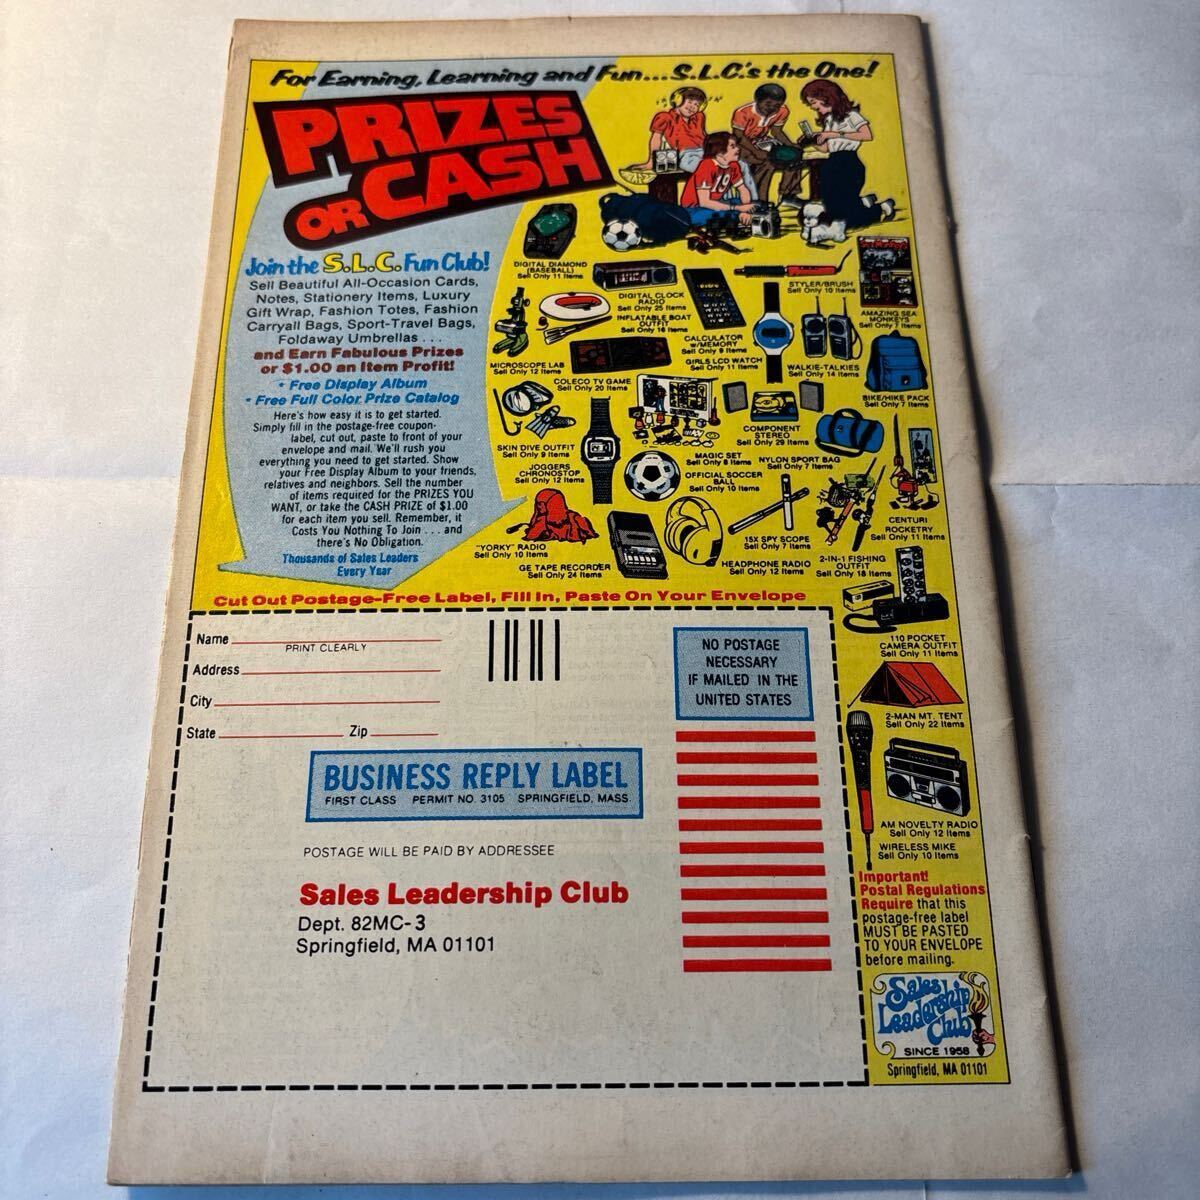 For Earning, Learning and Fun...S.L.C.'s the One!
PRIZES
OR CASH
Join the S.L.C. Fun Club!
Sell Beautiful All-Occasion Cards,
Notes, Stationery Items, Luxury
Gift Wrap, Fashion Totes, Fashion
Carryall Bags, Sport-Travel Bags,
Foldaway Umbrellas . . .
and Earn Fabulous Prizes
or $1.00 an Item Profit!
• Free Display Album
• Free Full Color Prize Catalog
Here's how easy it is to get started.
Simply fill in the postage-free coupon-
label, cut out, paste to front of your
envelope and mail. We'll rush you
everything you need to get started. Show
your Free Display Album to your friends,
relatives and neighbors. Sell the number
of items required for the PRIZES YOU
WANT, or take the CASH PRIZE of $1.00
for each item you sell. Remember, it
Costs You Nothing To Join . . . and
there's No Obligation.
Thousands of Sales Leaders
Every Year
19
DIGITAL DIAMOND
(BASEBALL)
Sell Only 11 Items
DIGITAL CLOCK
RADIO
Sell Only 25 Items
STYLER/BRUSH
Sell Only 10 Items
AMAZING SEA
MONKEYS
Sell Only 7 Items
INFLATABLE BOAT
OUTFIT
Sell Only 16 Items
CALCULATOR
w/MEMORY
Sell Only 9 Items
MICROSCOPE LAB
Sell Only 12 Items
GIRLS LCD WATCH
Sell Only 11 Items
WALKIE-TALKIES
Sell Only 14 Items
COLECO TV GAME
Sell Only 20 Items
BIKE/HIKE PACK
Sell Only 7 Items
COMPONENT
STEREO
Sell Only 29 Items
SKIN DIVE OUTFIT
Sell Only 9 Items
MAGIC SET
Sell Only 8 Items
NYLON SPORT BAG
Sell Only 7 Items
JOGGERS
CHRONOSTOP
Sell Only 12 Items
OFFICIAL SOCCER
BALL
Sell Only 10 Items
CENTURI
ROCKETRY
Sell Only 11 Items
"YORKY" RADIO
Sell Only 10 Items
15X SPY SCOPE
Sell Only 7 Items
GE TAPE RECORDER
Sell Only 24 Items
HEADPHONE RADIO
Sell Only 12 Items
2-IN-1 FISHING
OUTFIT
Sell Only 18 Items
110 POCKET
CAMERA OUTFIT
Sell Only 11 Items
2-MAN MT. TENT
Sell Only 22 Items
AM NOVELTY RADIO
Sell Only 12 Items
WIRELESS MIKE
Sell Only 10 Items
Cut Out Postage-Free Label, Fill In, Paste On Your Envelope
Name
PRINT CLEARLY
Address
City
State Zip
NO POSTAGE
NECESSARY
IF MAILED IN THE
UNITED STATES
BUSINESS REPLY LABEL
FIRST CLASS PERMIT NO. 3105 SPRINGFIELD, MASS.
POSTAGE WILL BE PAID BY ADDRESSEE
Sales Leadership Club
Dept. 82MC-3
Springfield, MA 01101
Important!
Postal Regulations
Require that this
postage-free label
MUST BE PASTED
TO YOUR ENVELOPE
before mailing.
Sales
Leadership
Club
SINCE 1958
Springfield, MA 01101